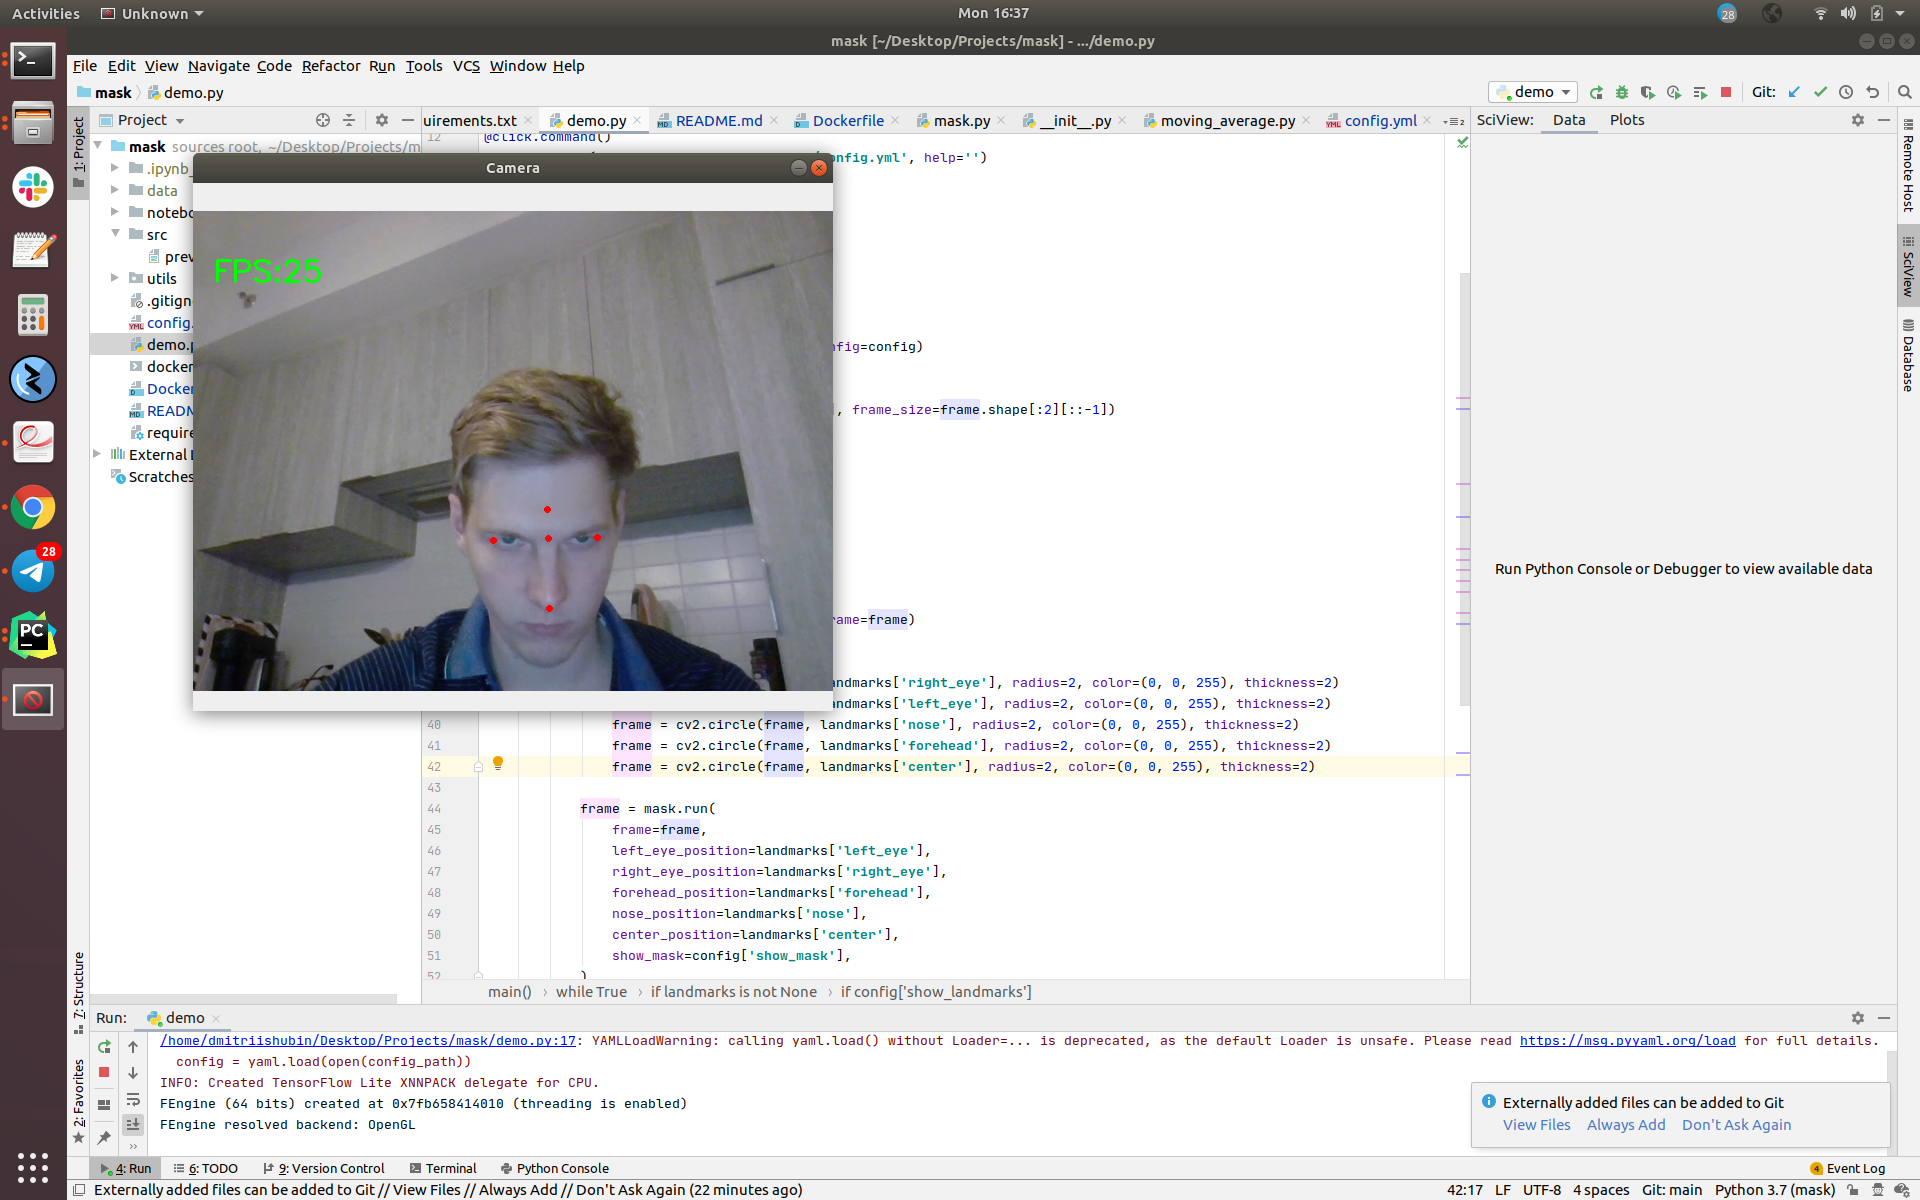 Activities
Unknown
Mon 16:37
28
mask [~/Desktop/Projects/mask] - .../demo.py
File Edit View Navigate Code Refactor Run Tools VCS Window Help
mask demo.py
demo
Git:
Project
uirements.txt
demo.py
README.md
Dockerfile
mask.py
__init__.py
moving_average.py
config.yml
SciView:
Data
Plots
1: Project
mask sources root, ~/Desktop/Projects/m
.ipynb_
data
notebo
src
prev
utils
.gitign
config.
demo.p
docker
Docker
READM
require
External L
Scratches
Camera
FPS:25
12 @click.command()
onfig.yml', help='')
nfig=config)
, frame_size=frame.shape[:2][::-1])
rame=frame)
landmarks['right_eye'], radius=2, color=(0, 0, 255), thickness=2)
landmarks['left_eye'], radius=2, color=(0, 0, 255), thickness=2)
40 frame = cv2.circle(frame, landmarks['nose'], radius=2, color=(0, 0, 255), thickness=2)
41 frame = cv2.circle(frame, landmarks['forehead'], radius=2, color=(0, 0, 255), thickness=2)
42 frame = cv2.circle(frame, landmarks['center'], radius=2, color=(0, 0, 255), thickness=2)
43
44 frame = mask.run(
45 frame=frame,
46 left_eye_position=landmarks['left_eye'],
47 right_eye_position=landmarks['right_eye'],
48 forehead_position=landmarks['forehead'],
49 nose_position=landmarks['nose'],
50 center_position=landmarks['center'],
51 show_mask=config['show_mask'],
52 )
main() › while True › if landmarks is not None › if config['show_landmarks']
Run Python Console or Debugger to view available data
Remote Host
SciView
Database
28
PC
7: Structure
2: Favorites
Run: demo
/home/dmitriishubin/Desktop/Projects/mask/demo.py:17: YAMLLoadWarning: calling yaml.load() without Loader=... is deprecated, as the default Loader is unsafe. Please read https://msg.pyyaml.org/load for full details.
config = yaml.load(open(config_path))
INFO: Created TensorFlow Lite XNNPACK delegate for CPU.
FEngine (64 bits) created at 0x7fb658414010 (threading is enabled)
FEngine resolved backend: OpenGL
Externally added files can be added to Git
View Files Always Add Don't Ask Again
4: Run
6: TODO
9: Version Control
Terminal
Python Console
4 Event Log
Externally added files can be added to Git // View Files // Always Add // Don't Ask Again (22 minutes ago)
42:17 LF UTF-8 4 spaces Git: main Python 3.7 (mask)